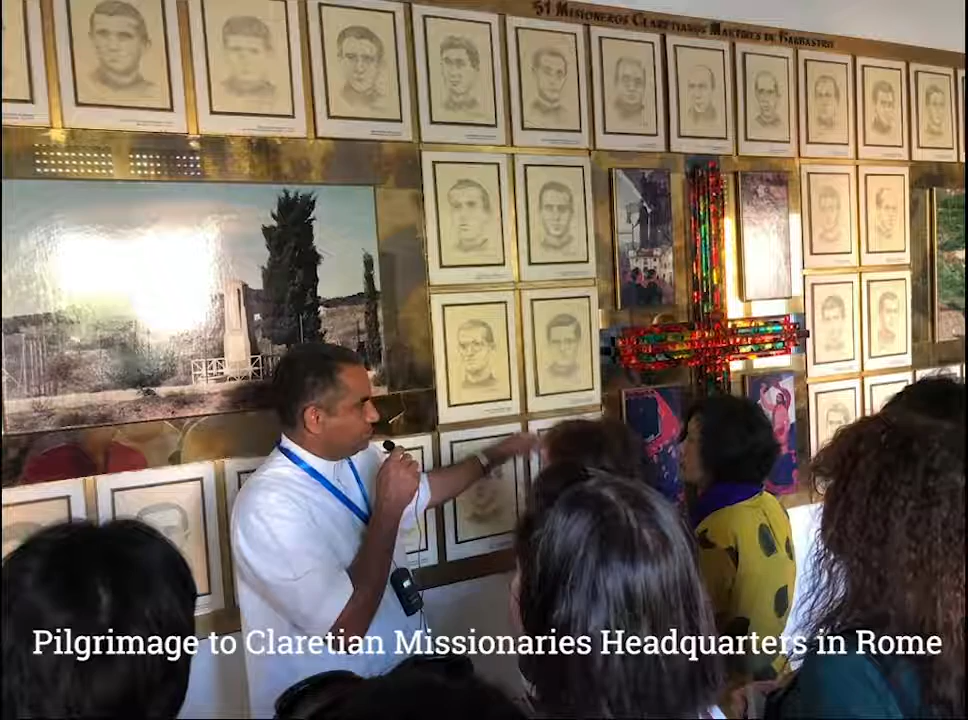 51 Misioneros Claretianos Mártires de Barbastro
Pilgrimage to Claretian Missionaries Headquarters in Rome